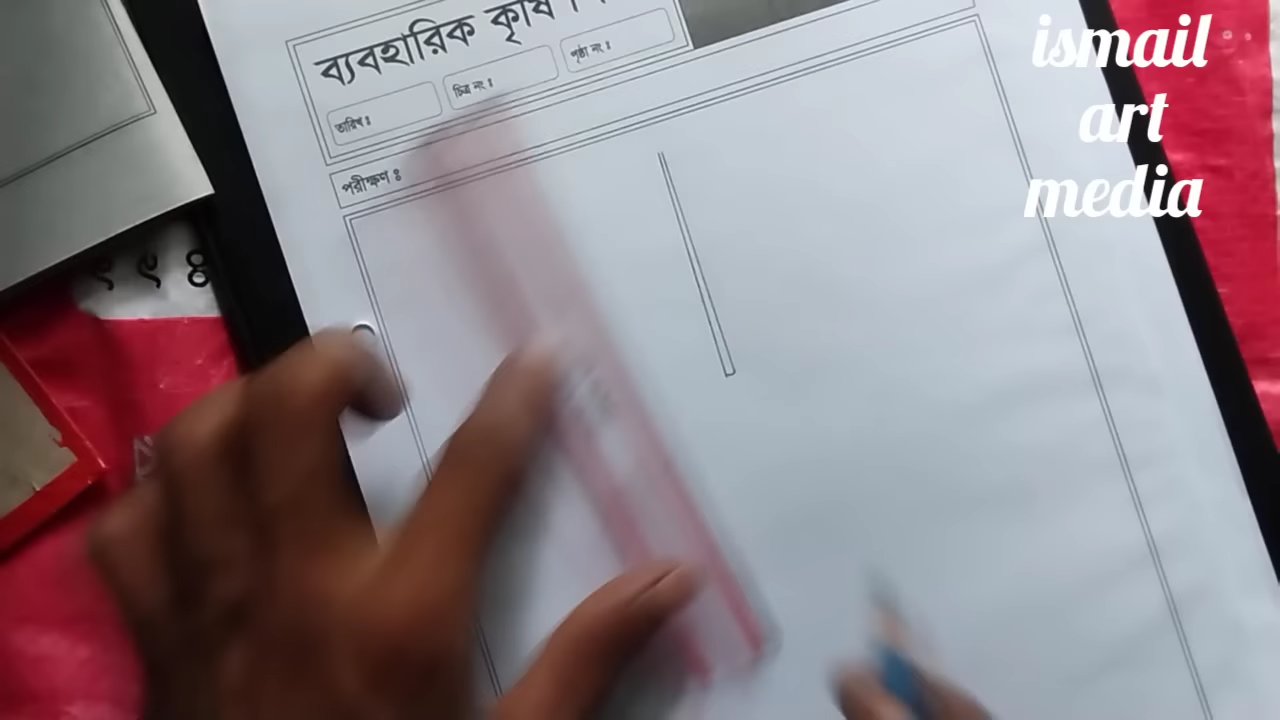 ব্যবহারিক কৃষি
তারিখঃ
চিত্র নংঃ
পৃষ্ঠা নংঃ
পরীক্ষণ ঃ
ismail
art
media